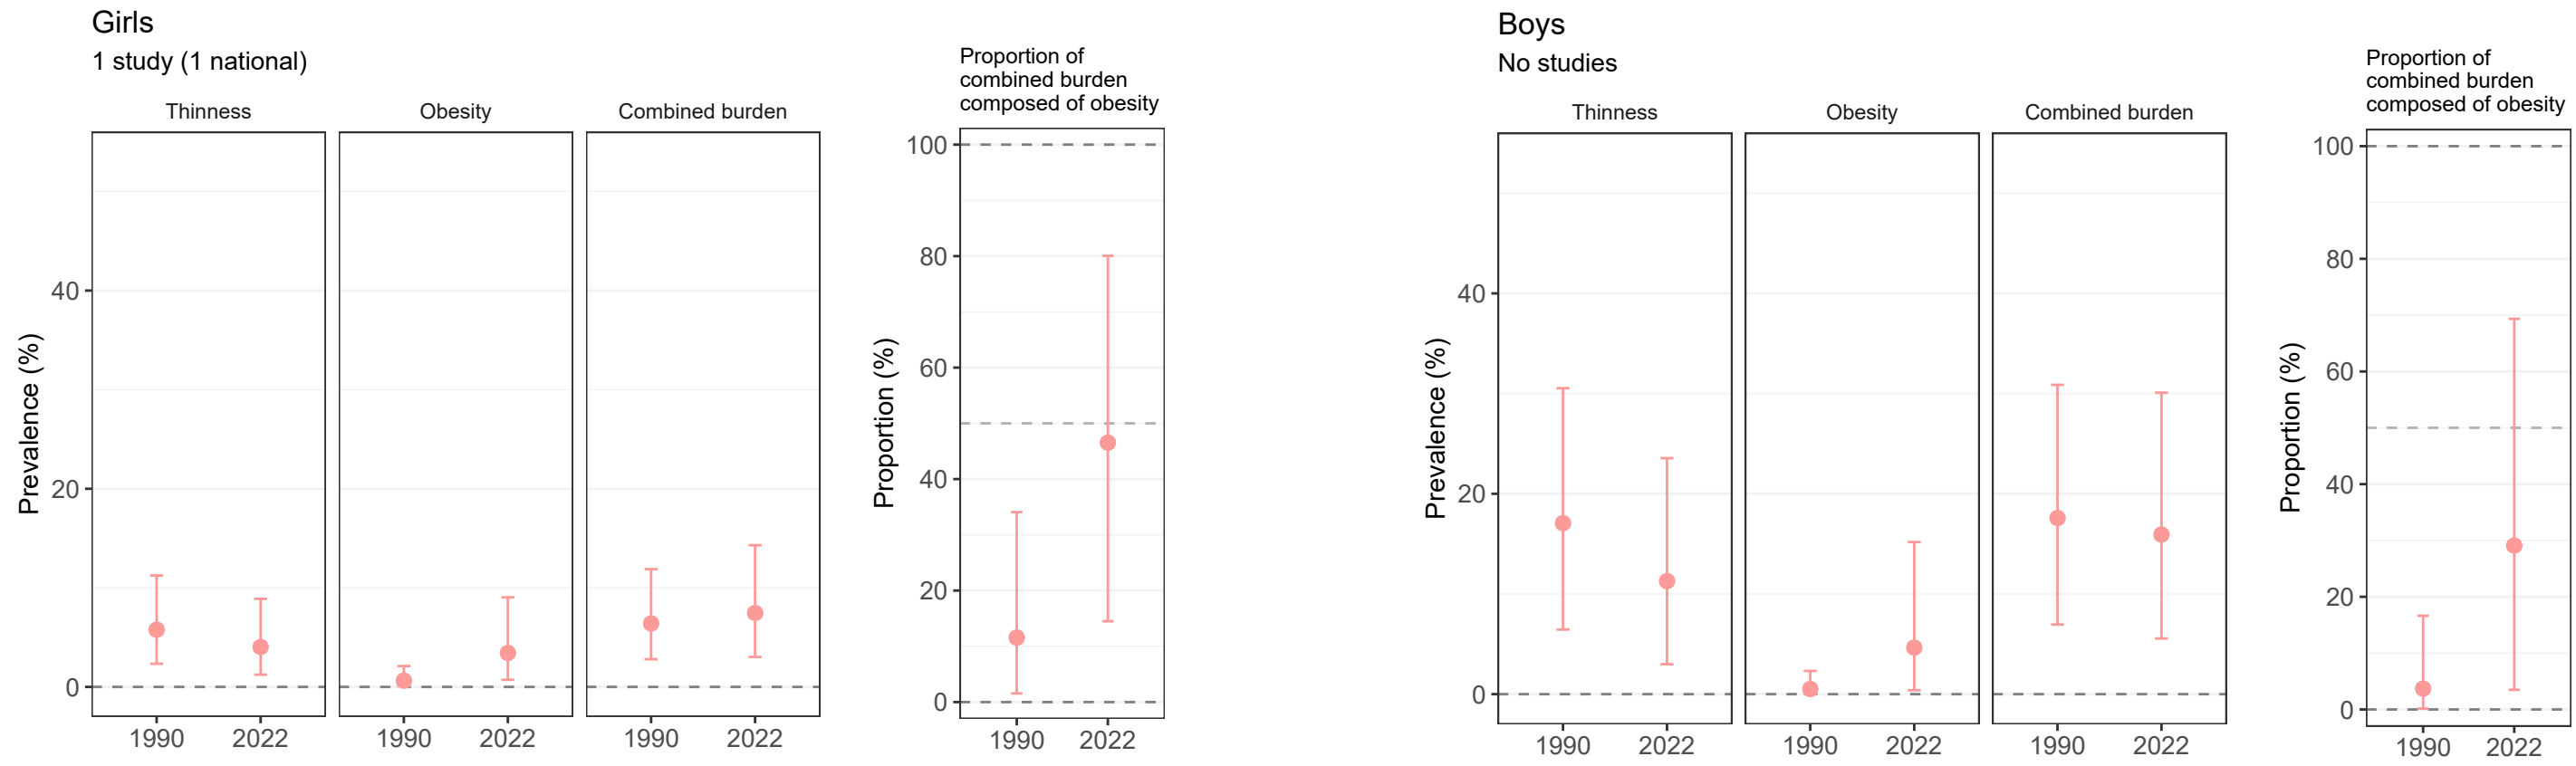 Girls
1 study (1 national)
Thinness
Obesity
Combined burden
Prevalence (%)
40
20
0
1990
2022
1990
2022
1990
2022
Proportion of
combined burden
composed of obesity
Proportion (%)
100
80
60
40
20
0
1990
2022
Boys
No studies
Thinness
Obesity
Combined burden
Prevalence (%)
40
20
0
1990
2022
1990
2022
1990
2022
Proportion of
combined burden
composed of obesity
Proportion (%)
100
80
60
40
20
0
1990
2022